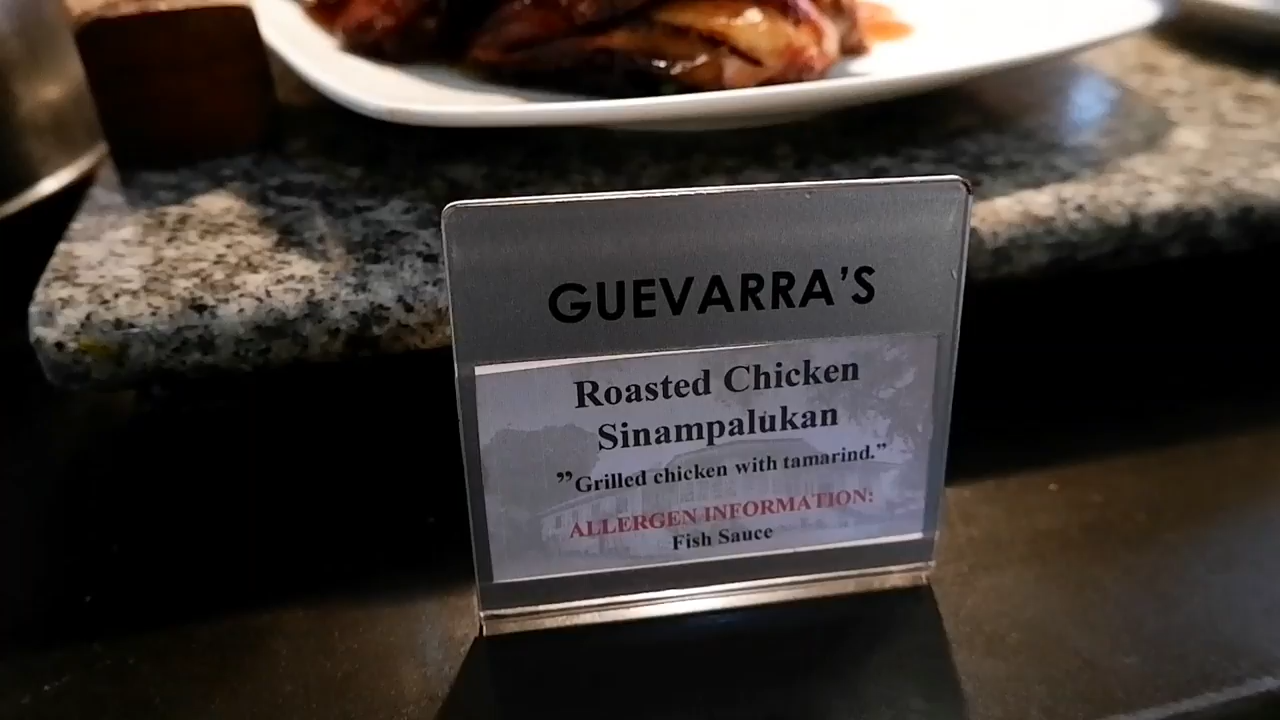 GUEVARRA'S
Roasted Chicken
Sinampalukan
”Grilled chicken with tamarind.”
ALLERGEN INFORMATION:
Fish Sauce